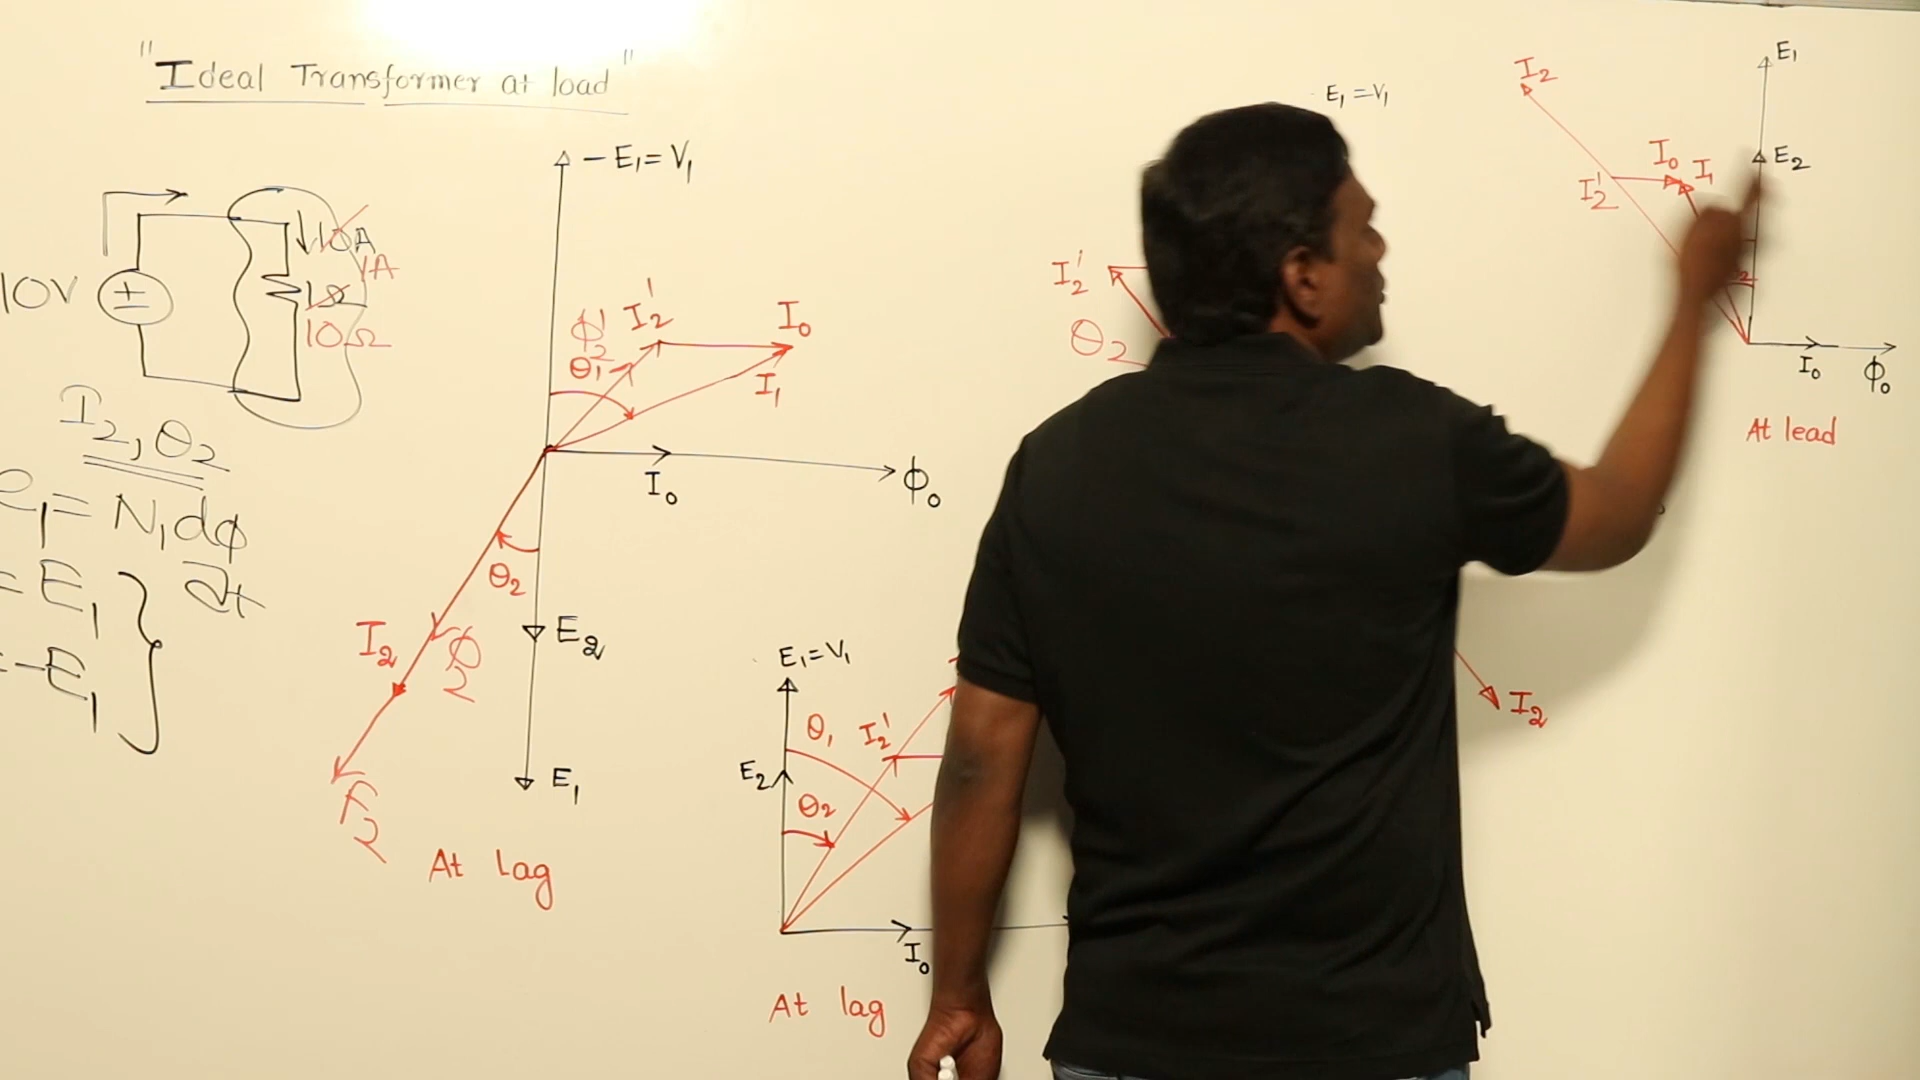 "Ideal Transformer at load"
10V
10A
1A
1Ω
10Ω
I₂, θ₂
e₁ = N₁dφ
dt
= E₁
= -E₁
- E₁ = V₁
φ₂'
I₂'
I₀
θ₁
I₁
I₀
φ₀
θ₂
I₂
φ₂
E₂
E₁
F₂
At Lag
E₁ = V₁
θ₁
I₂'
E₂
θ₂
I₀
At lag
E₁ = V₁
I₂'
θ₂
I₂
I₂
E₁
I₀
I₁
E₂
I₂'
I₀
φ₀
At lead